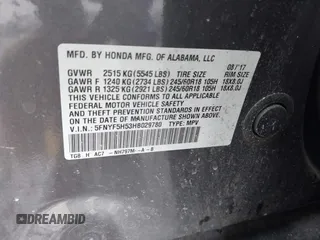 MFD. BY HONDA MFG. OF ALABAMA, LLC 08/'17
GVWR 2515 KG(5545 LBS) TIRE SIZE RIM SIZE
GAWR F 1240 KG(2734 LBS) 245/60R18 105H 18X8.0J
GAWR R 1325 KG(2921 LBS) 245/60R18 105H 18X8.0J
THIS VEHICLE CONFORMS TO ALL APPLICABLE
FEDERAL MOTOR VEHICLE SAFETY AND
THEFT PREVENTION STANDARDS IN EFFECT
ON THE DATE OF MANUFACTURE SHOWN ABOVE.
V.I.N.: 5FNYF5H53HB029780 TYPE: MPV
TG8 H AC7 NH797M -A- B
DREAMBID